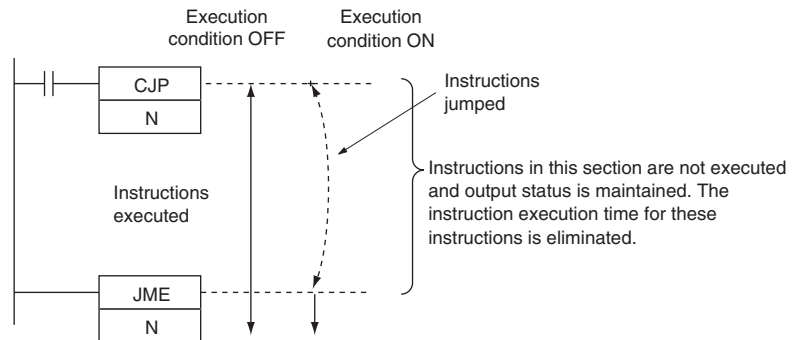 Execution
condition OFF
Execution
condition ON
CJP
N
Instructions
jumped
Instructions
executed
Instructions in this section are not executed
and output status is maintained. The
instruction execution time for these
instructions is eliminated.
JME
N